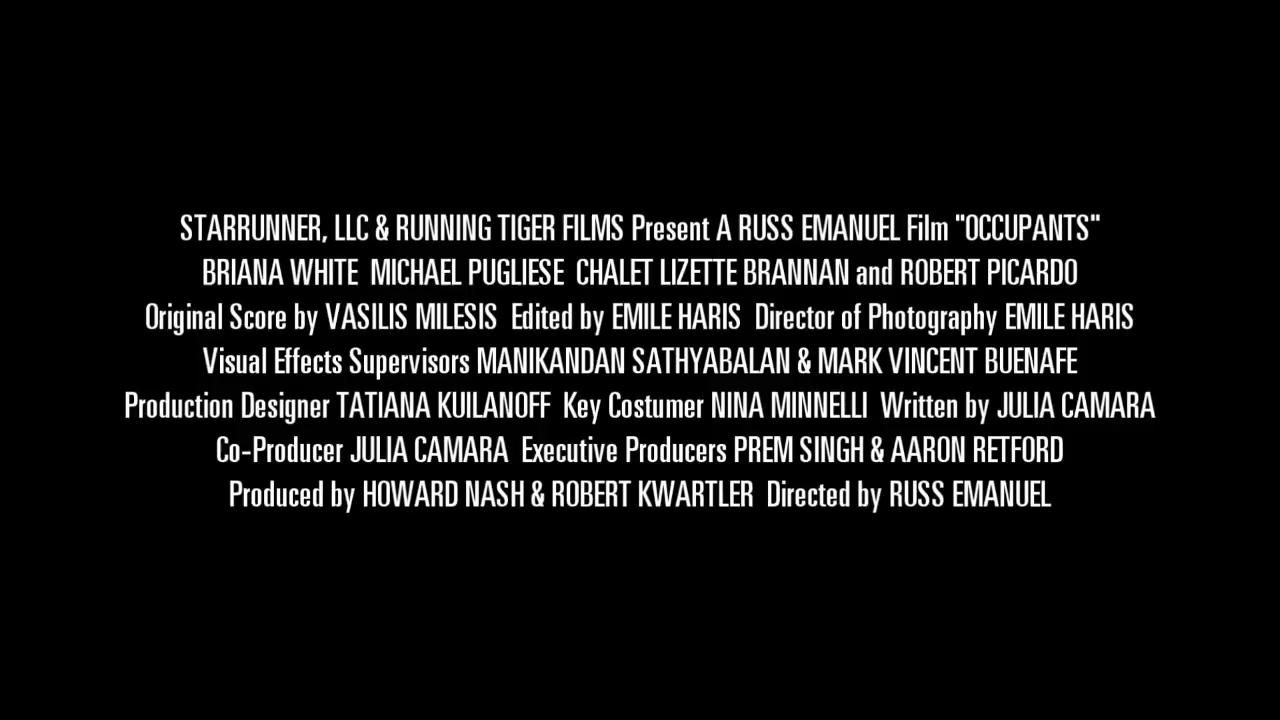 STARRUNNER, LLC & RUNNING TIGER FILMS Present A RUSS EMANUEL Film "OCCUPANTS"
BRIANA WHITE  MICHAEL PUGLIESE  CHALET LIZETTE BRANNAN and ROBERT PICARDO
Original Score by VASILIS MILESIS  Edited by EMILE HARIS  Director of Photography EMILE HARIS
Visual Effects Supervisors MANIKANDAN SATHYABALAN & MARK VINCENT BUENAFE
Production Designer TATIANA KUILANOFF  Key Costumer NINA MINNELLI  Written by JULIA CAMARA
Co-Producer JULIA CAMARA  Executive Producers PREM SINGH & AARON RETFORD
Produced by HOWARD NASH & ROBERT KWARTLER  Directed by RUSS EMANUEL